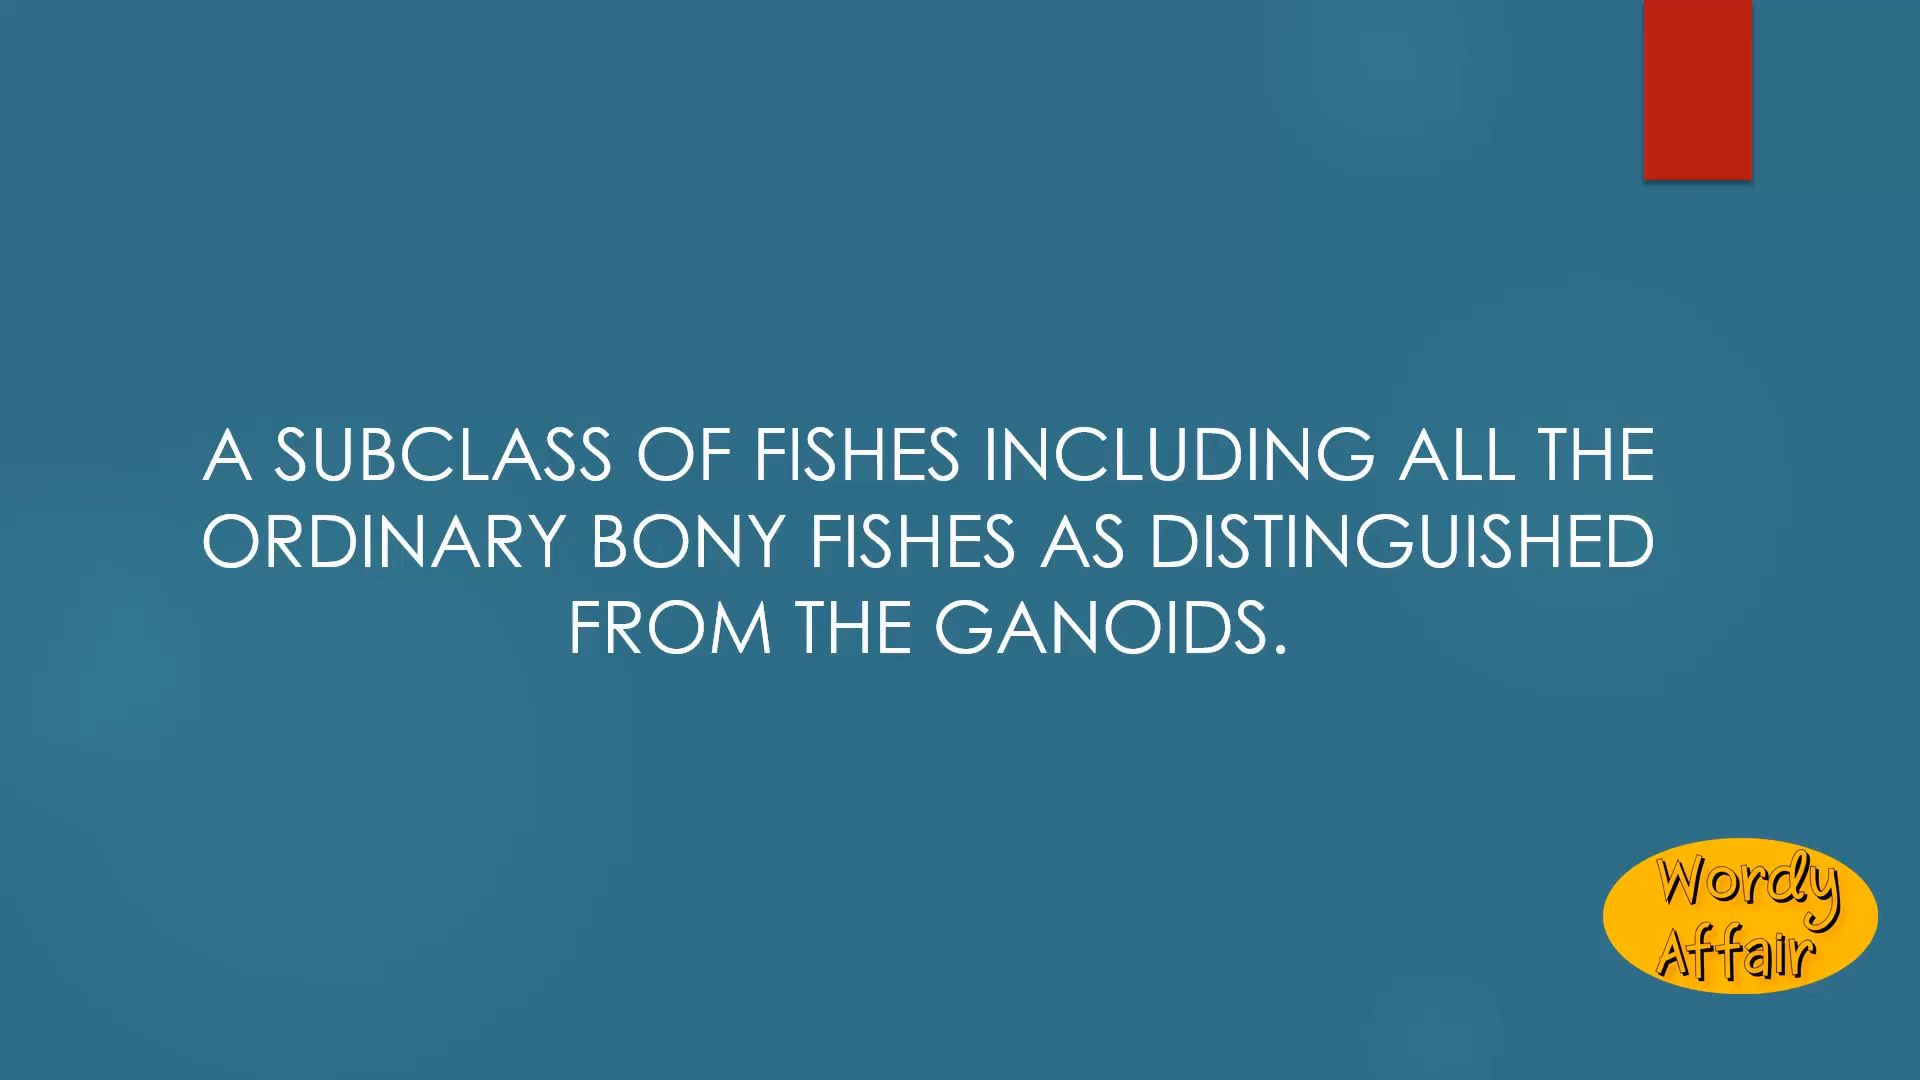 A SUBCLASS OF FISHES INCLUDING ALL THE
ORDINARY BONY FISHES AS DISTINGUISHED
FROM THE GANOIDS.
Wordy
Affair